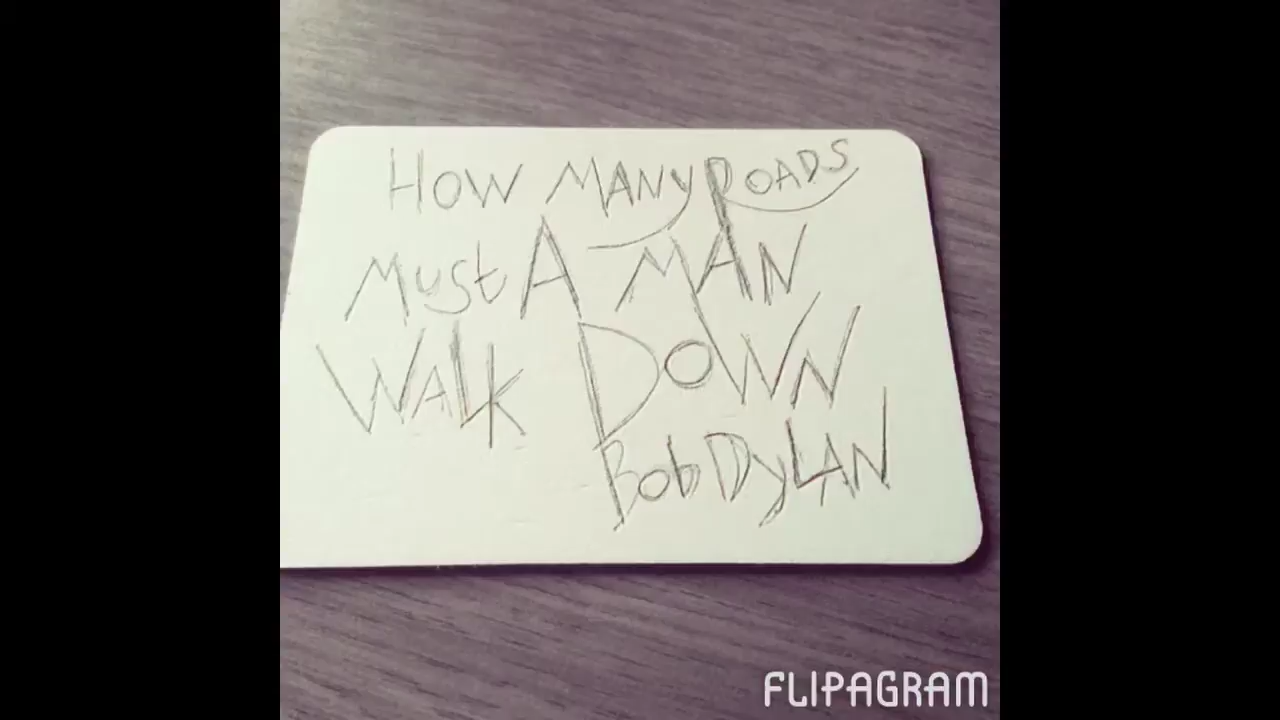 HOW MANY ROADS
MUST A MAN
WALK DOWN
BOB DYLAN
FLIPAGRAM